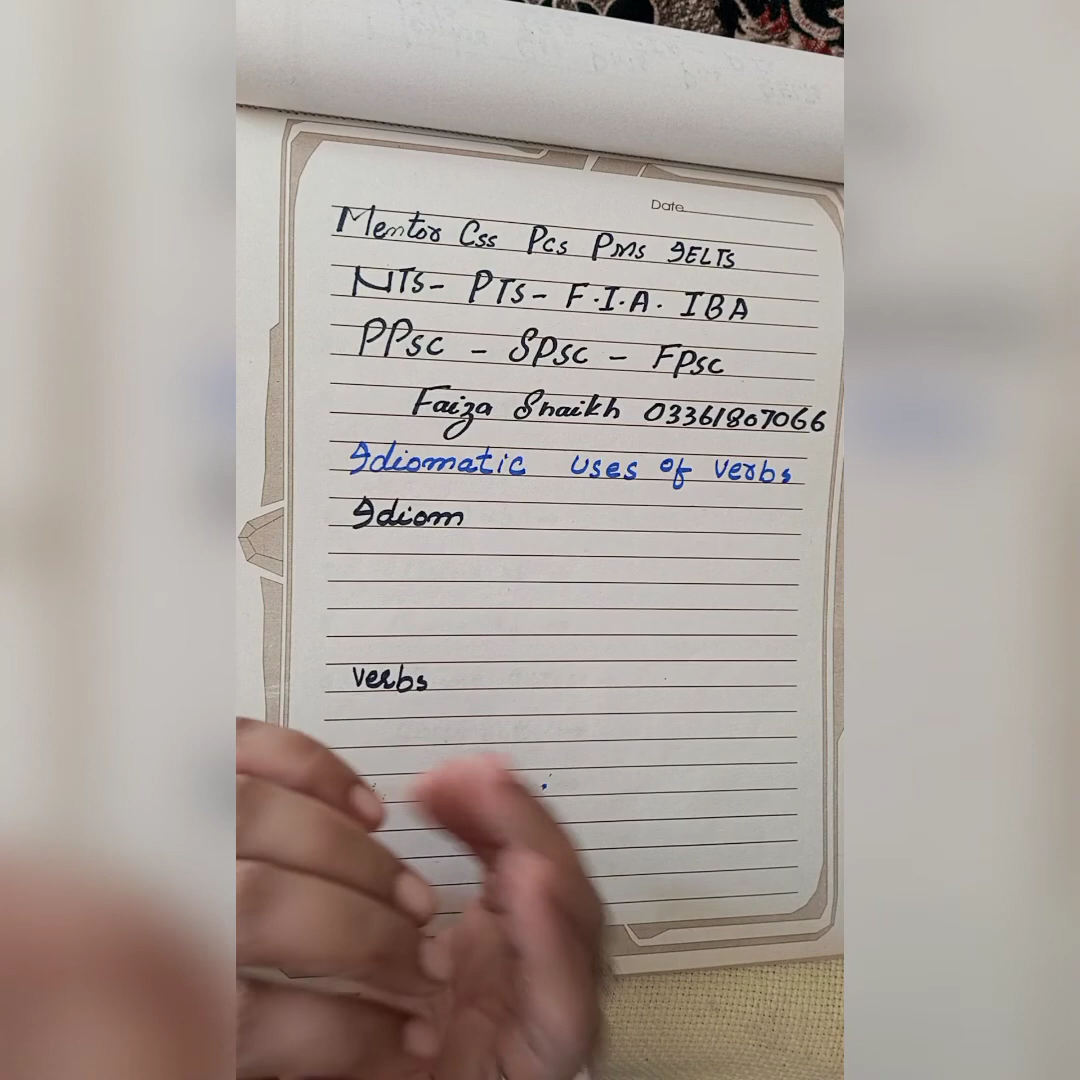 Date
Mentor Css Pcs PMs IELTS
NTS- PTS- F.I.A. IBA
PPsc - SPsc - FPsc
Faiza Shaikh 03361807066
Idiomatic uses of verbs
Idiom
verbs